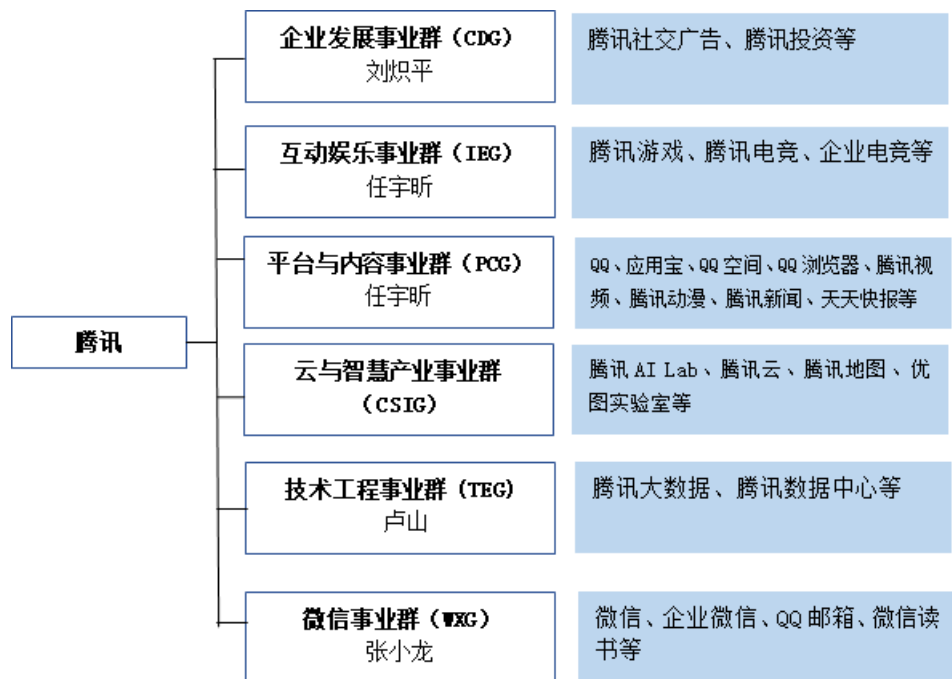 企业发展事业群（CDG）
刘炽平
腾讯社交广告、腾讯投资等
互动娱乐事业群（IEG）
任宇昕
腾讯游戏、腾讯电竞、企业电竞等
平台与内容事业群（PCG）
任宇昕
QQ、应用宝、QQ 空间、QQ 浏览器、腾讯视
频、腾讯动漫、腾讯新闻、天天快报等
腾讯
云与智慧产业事业群
（CSIG）
腾讯 AI Lab、腾讯云、腾讯地图、优
图实验室等
技术工程事业群（TEG）
卢山
腾讯大数据、腾讯数据中心等
微信事业群（WXG）
张小龙
微信、企业微信、QQ 邮箱、微信读
书等